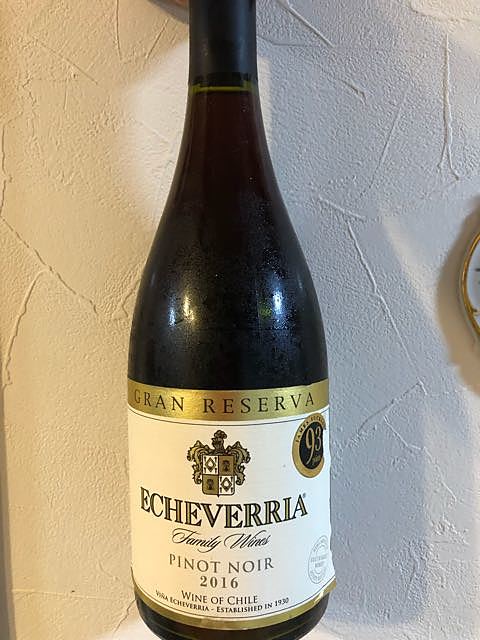 GRAN RESERVA
93
ECHEVERRIA®
Family Wines
PINOT NOIR
2016
WINE OF CHILE
VIÑA ECHEVERRIA - ESTABLISHED IN 1930